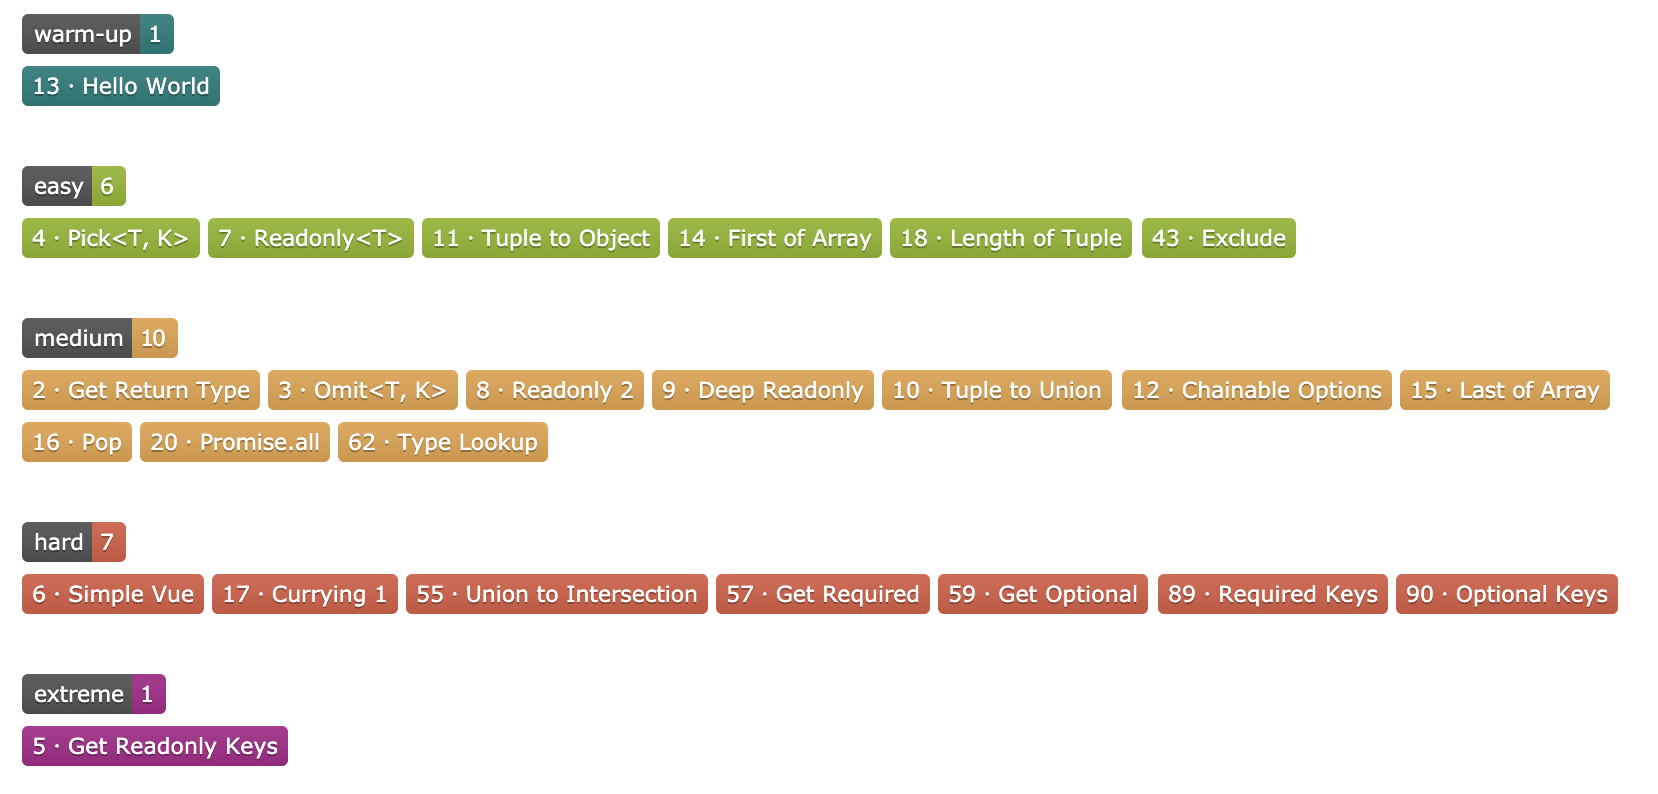 warm-up 1
13 · Hello World
easy 6
4 · Pick<T, K> 7 · Readonly<T> 11 · Tuple to Object 14 · First of Array 18 · Length of Tuple 43 · Exclude
medium 10
2 · Get Return Type 3 · Omit<T, K> 8 · Readonly 2 9 · Deep Readonly 10 · Tuple to Union 12 · Chainable Options 15 · Last of Array
16 · Pop 20 · Promise.all 62 · Type Lookup
hard 7
6 · Simple Vue 17 · Currying 1 55 · Union to Intersection 57 · Get Required 59 · Get Optional 89 · Required Keys 90 · Optional Keys
extreme 1
5 · Get Readonly Keys